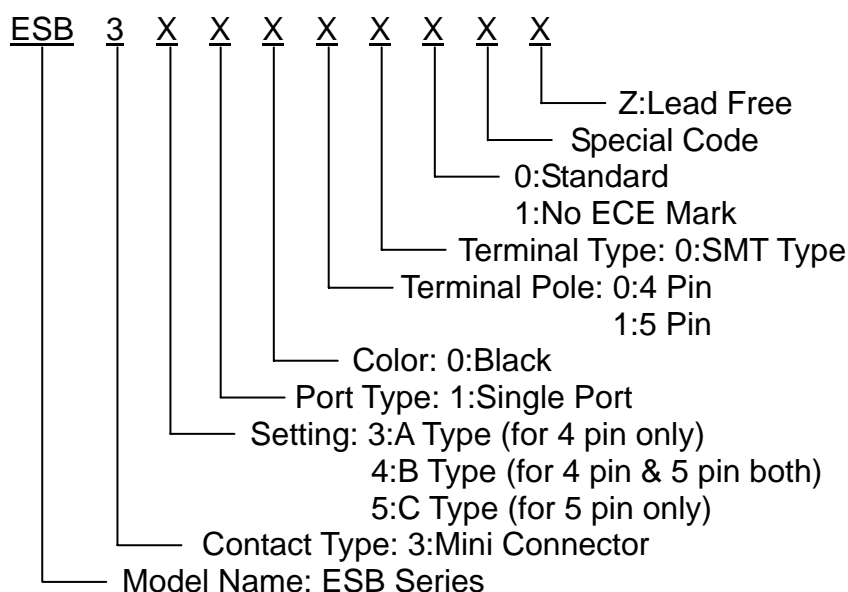 ESB 3 X X X X X X X X
Z:Lead Free
Special Code
0:Standard
1:No ECE Mark
Terminal Type: 0:SMT Type
Terminal Pole: 0:4 Pin
1:5 Pin
Color: 0:Black
Port Type: 1:Single Port
Setting: 3:A Type (for 4 pin only)
4:B Type (for 4 pin & 5 pin both)
5:C Type (for 5 pin only)
Contact Type: 3:Mini Connector
Model Name: ESB Series